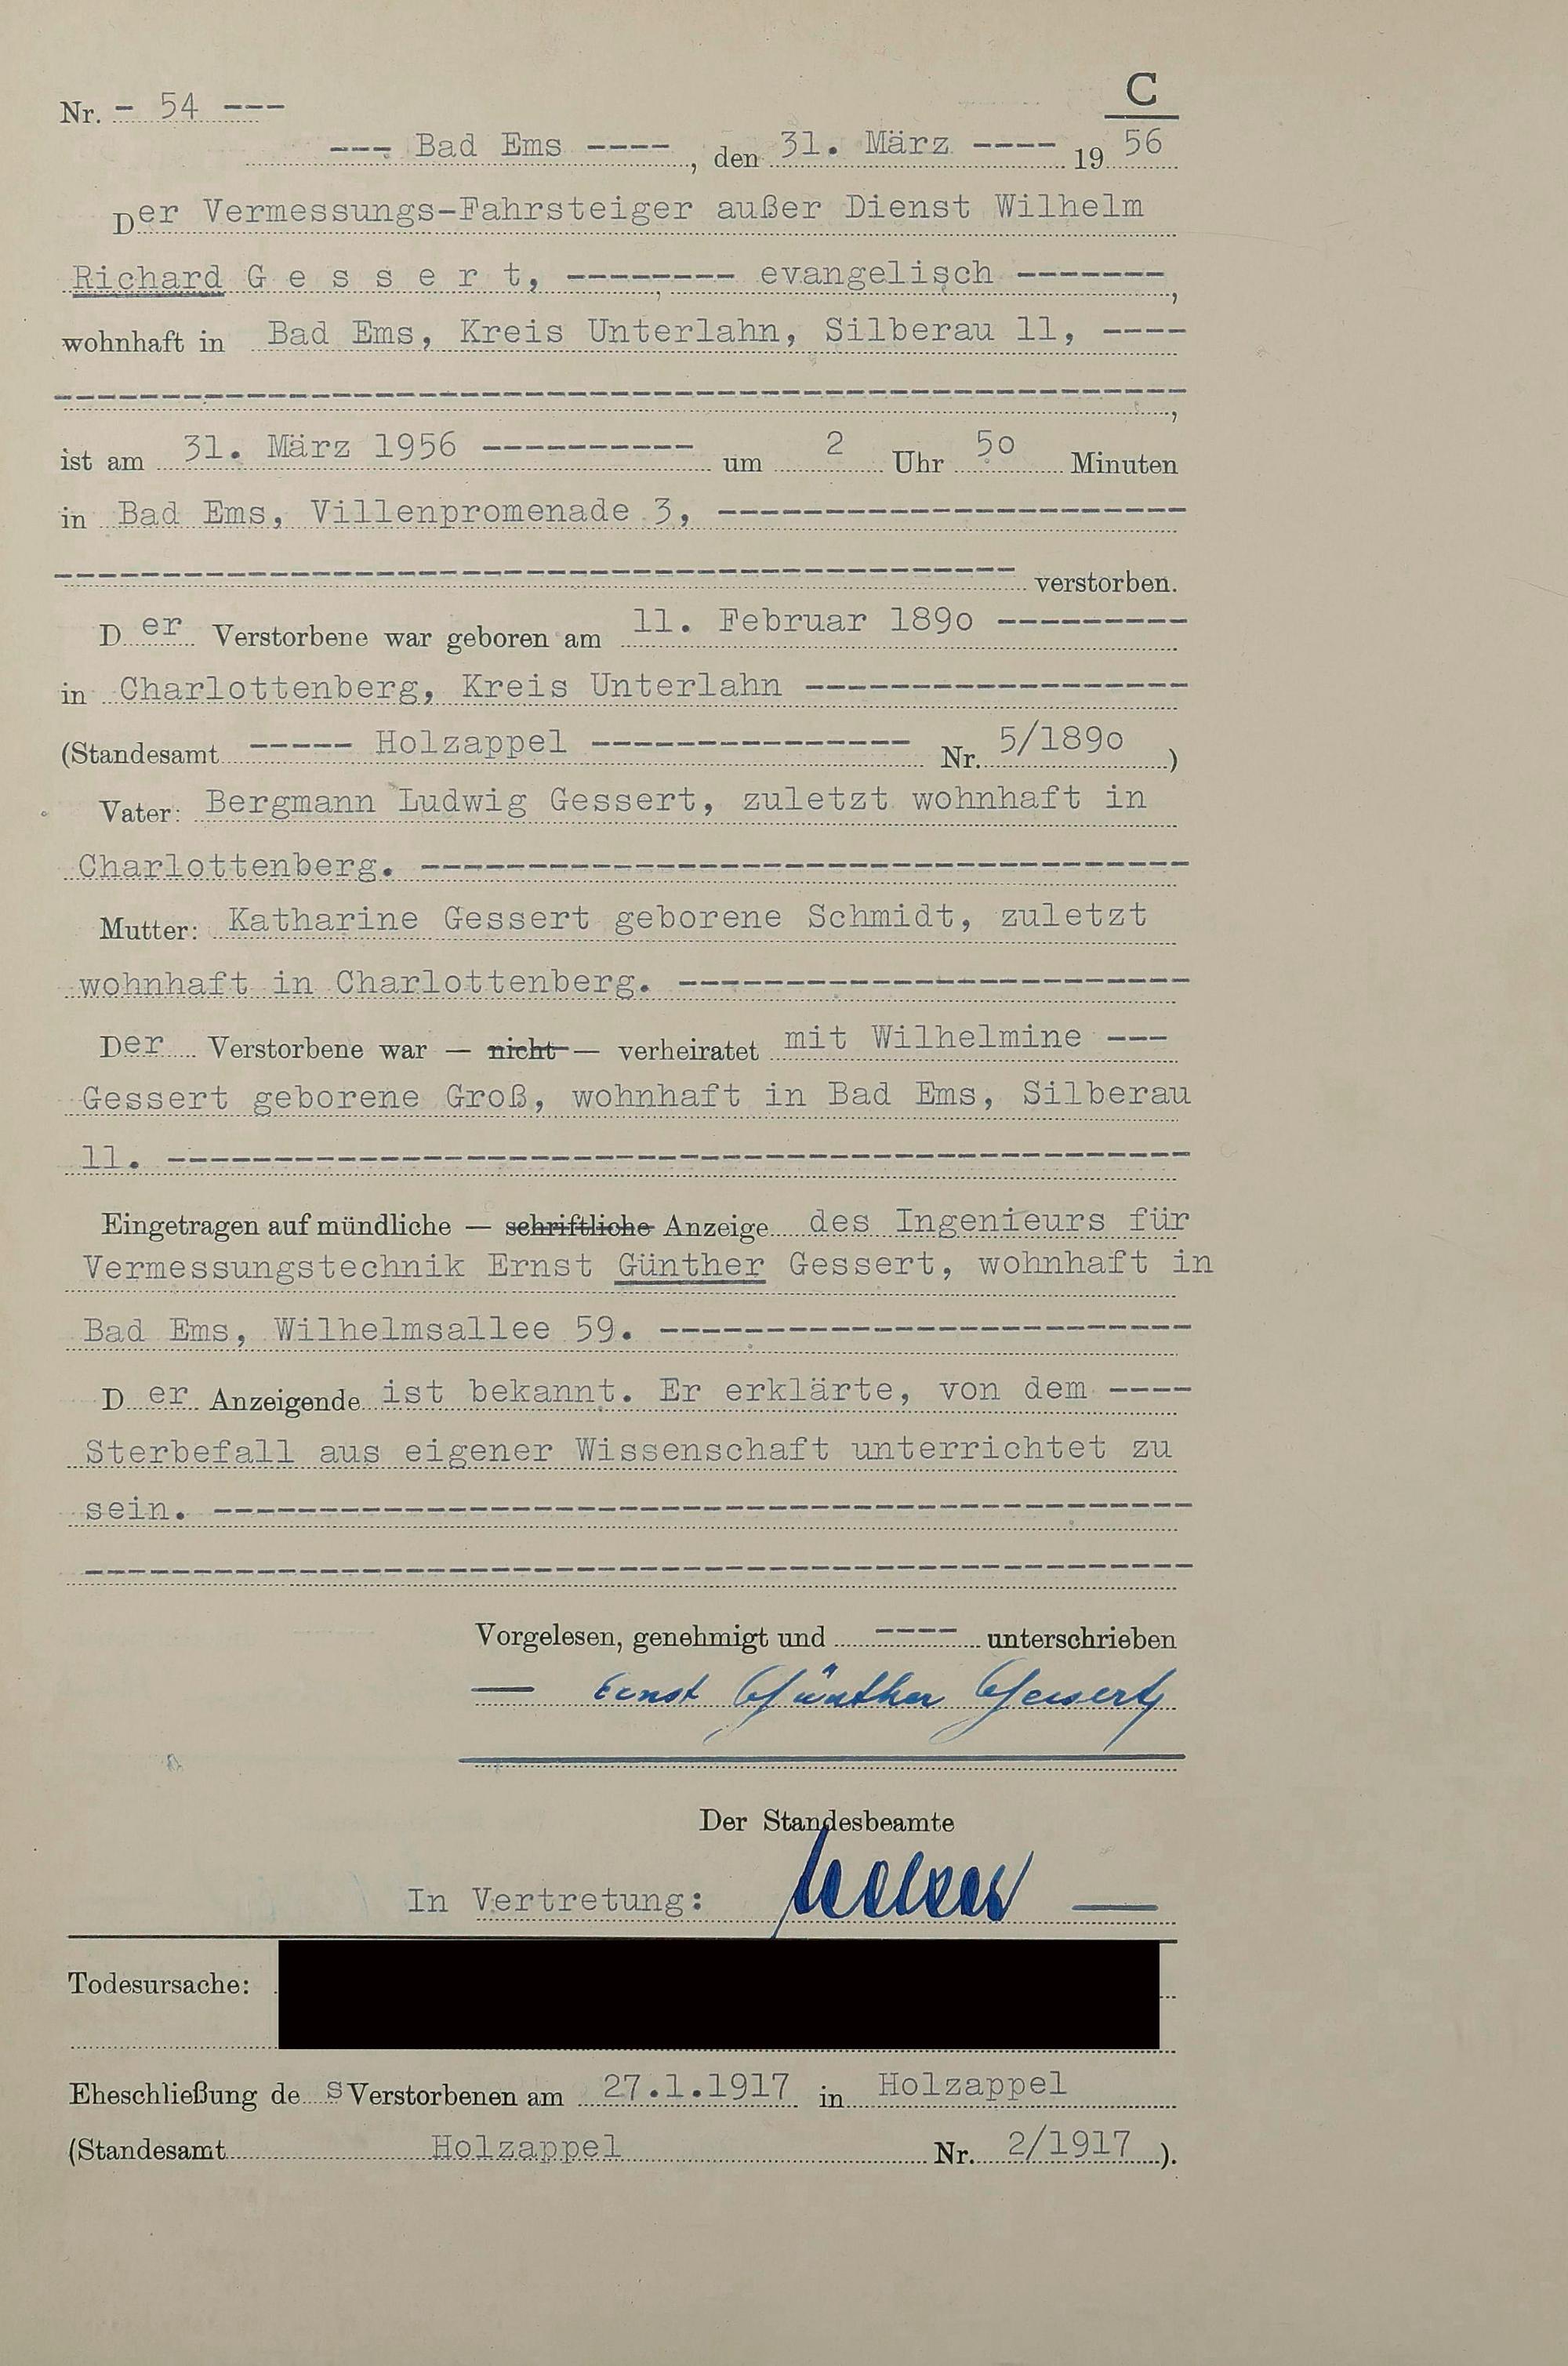 C
Nr. - 54 ---
--- Bad Ems ----, den 31. März ---- 19 56
Der Vermessungs-Fahrsteiger außer Dienst Wilhelm
Richard G e s s e r t, -------- evangelisch -------,
wohnhaft in Bad Ems, Kreis Unterlahn, Silberau 11, ----
,
ist am 31. März 1956 ---------- um 2 Uhr 5o Minuten
in Bad Ems, Villenpromenade 3, ----------------------
verstorben.
Der Verstorbene war geboren am 11. Februar 189o ---------
in Charlottenberg, Kreis Unterlahn ------------------
(Standesamt ----- Holzappel --------------- Nr. 5/189o )
Vater: Bergmann Ludwig Gessert, zuletzt wohnhaft in
Charlottenberg. ------------------------------------
Mutter: Katharine Gessert geborene Schmidt, zuletzt
wohnhaft in Charlottenberg. ------------------------
Der Verstorbene war — nicht — verheiratet mit Wilhelmine ---
Gessert geborene Groß, wohnhaft in Bad Ems, Silberau
11. ------------------------------------------------
Eingetragen auf mündliche — schriftliche Anzeige des Ingenieurs für
Vermessungstechnik Ernst Günther Gessert, wohnhaft in
Bad Ems, Wilhelmsallee 59. -------------------------
Der Anzeigende ist bekannt. Er erklärte, von dem ----
Sterbefall aus eigener Wissenschaft unterrichtet zu
sein. ----------------------------------------------
Vorgelesen, genehmigt und ---- unterschrieben
— Ernst Günther Gessert
Der Standesbeamte
In Vertretung: —
Todesursache:
Eheschließung des Verstorbenen am 27.1.1917 in Holzappel
(Standesamt Holzappel Nr. 2/1917 ).